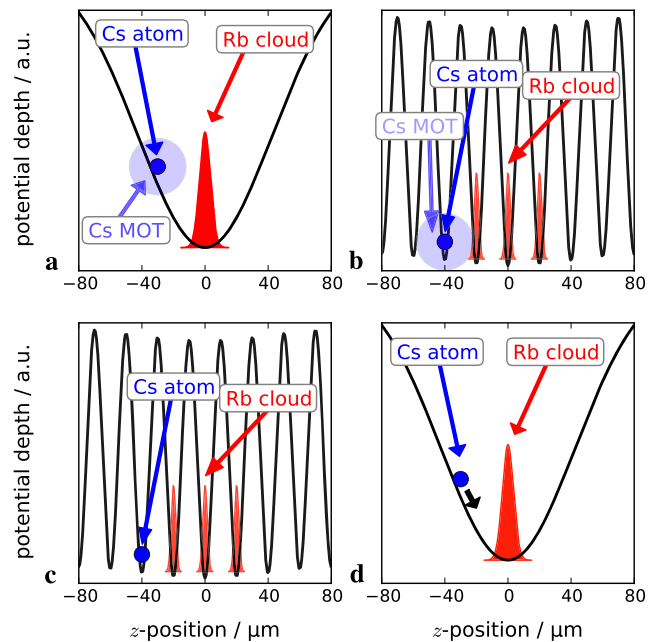 Cs atom
Rb cloud
Cs MOT
potential depth / a.u.
a
−80 −40 0 40 80
Cs atom
Rb cloud
Cs MOT
b
−80 −40 0 40 80
Cs atom
Rb cloud
potential depth / a.u.
c
−80 −40 0 40 80
z-position / μm
Cs atom
Rb cloud
d
−80 −40 0 40 80
z-position / μm